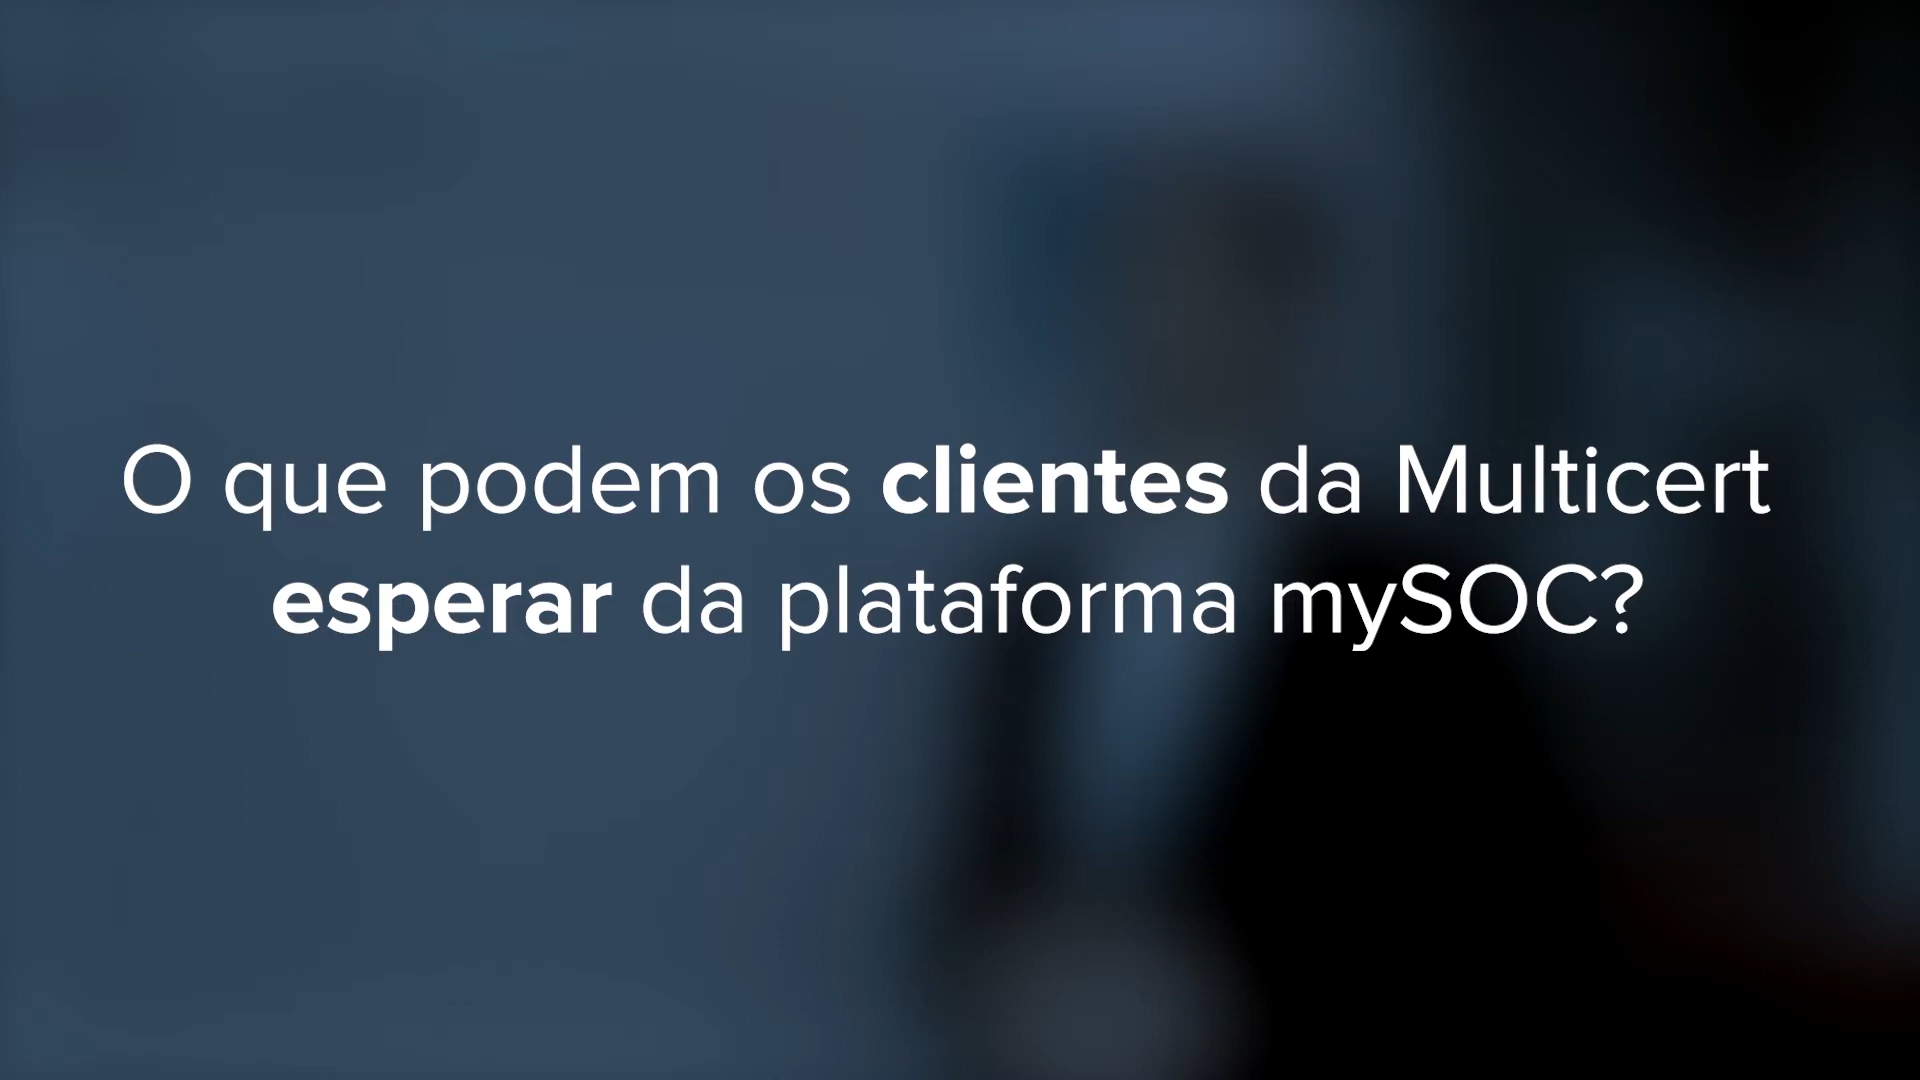 O que podem os clientes da Multicert
esperar da plataforma mySOC?